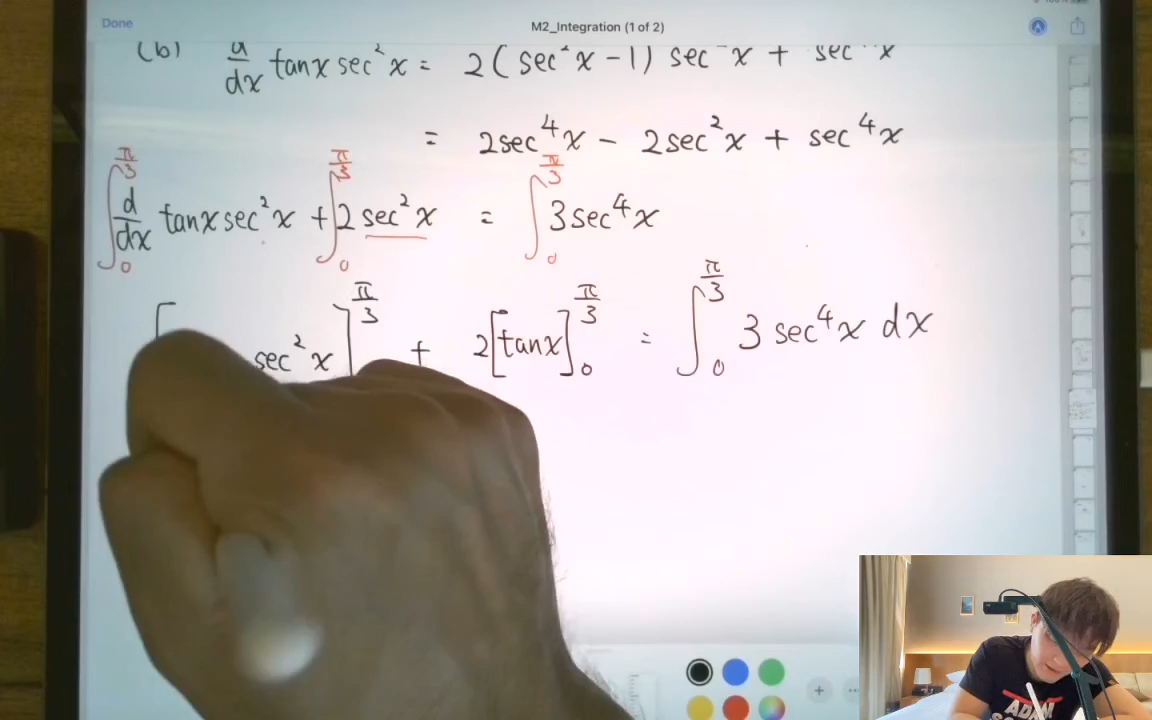 Done
M2_Integration (1 of 2)
(b) d/dx tanx sec²x = 2(sec²x − 1) sec²x + sec⁴x
= 2sec⁴x − 2sec²x + sec⁴x
∫₀^(π/3) d/dx tanx sec²x + ∫₀^(π/3) 2 sec²x = ∫₀^(π/3) 3sec⁴x
[ sec²x]^(π/3) + 2[tanx]₀^(π/3) = ∫₀^(π/3) 3 sec⁴x dx